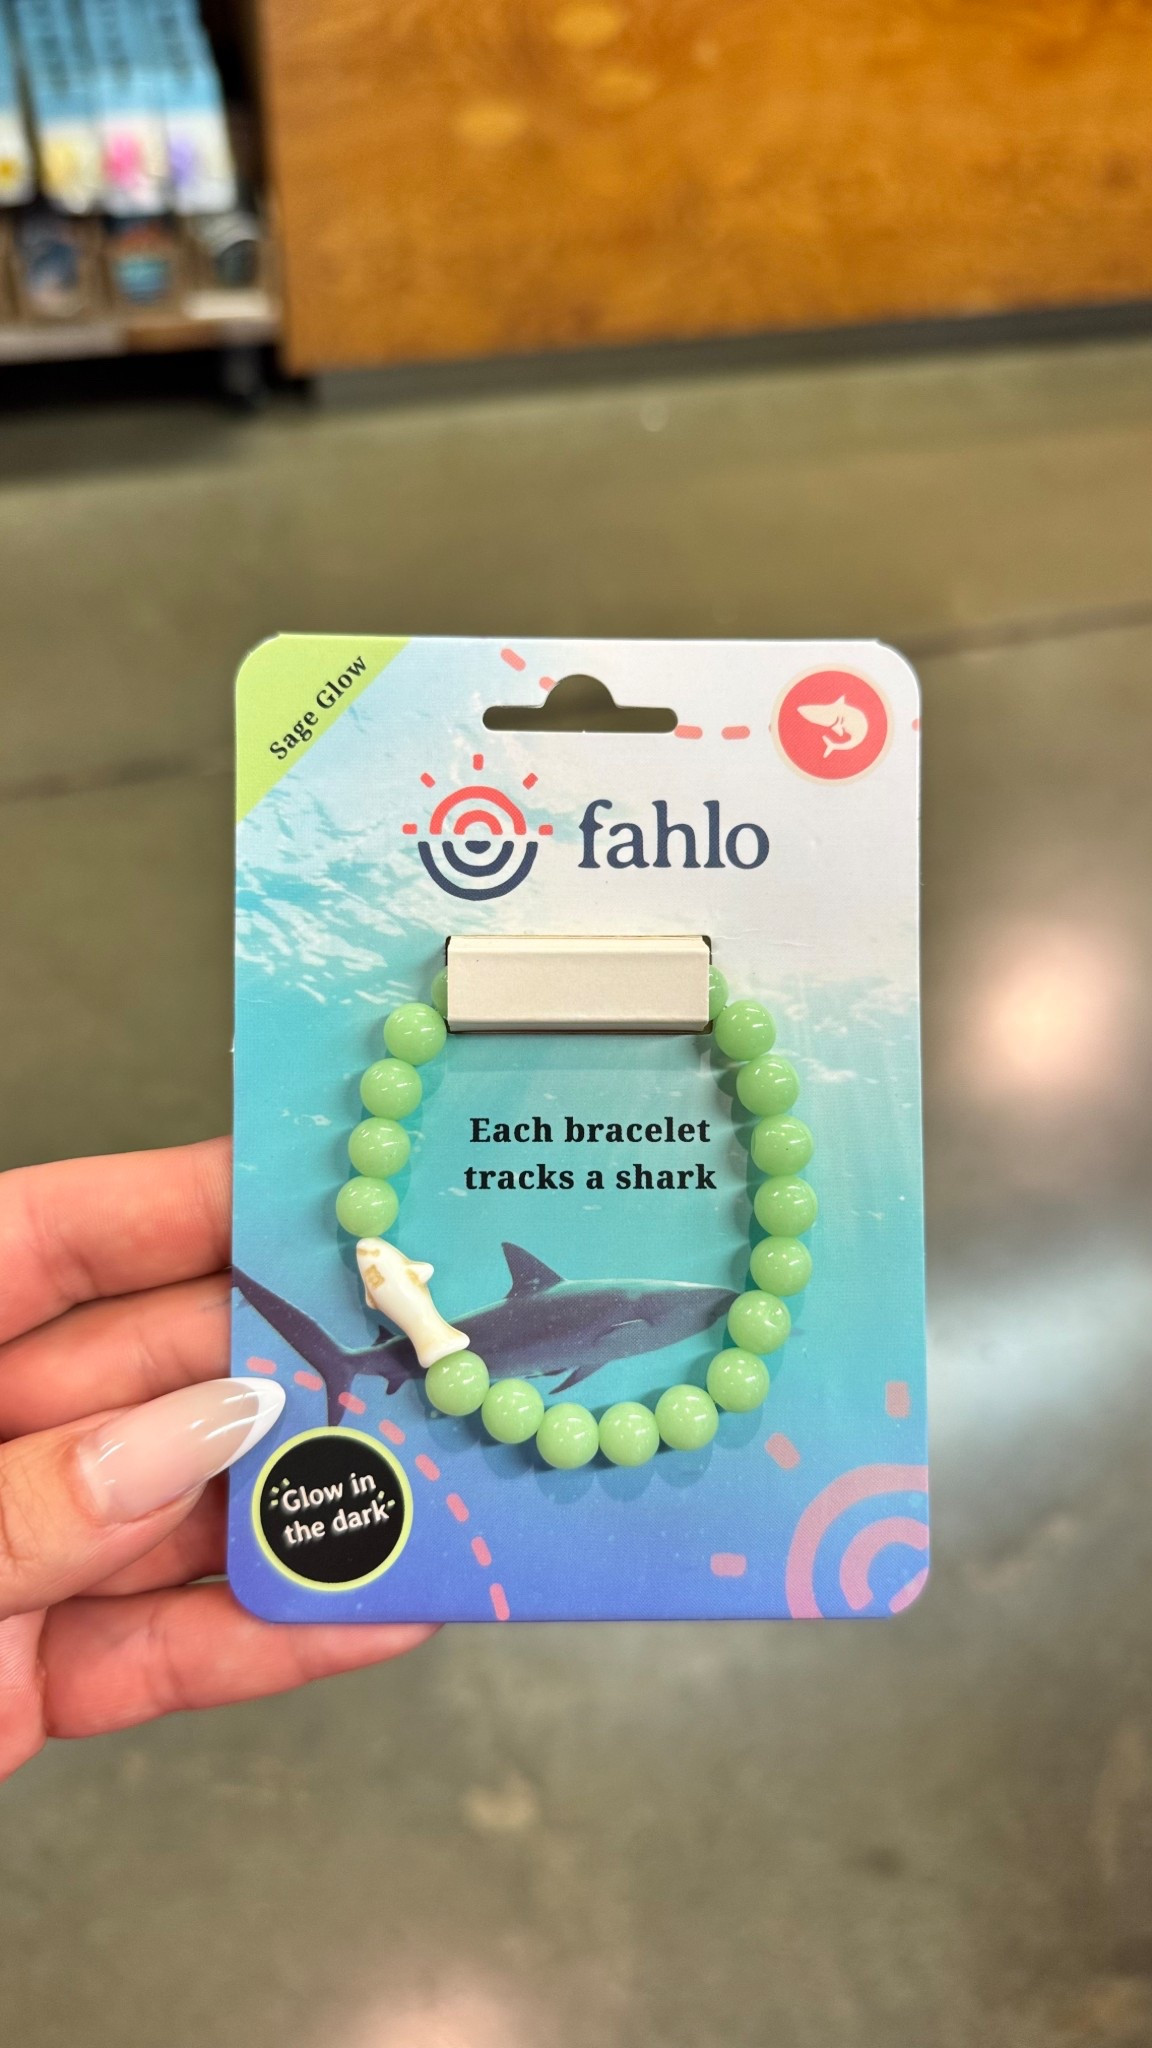 Sage Glow
fahlo
Each bracelet
tracks a shark
Glow in
the dark